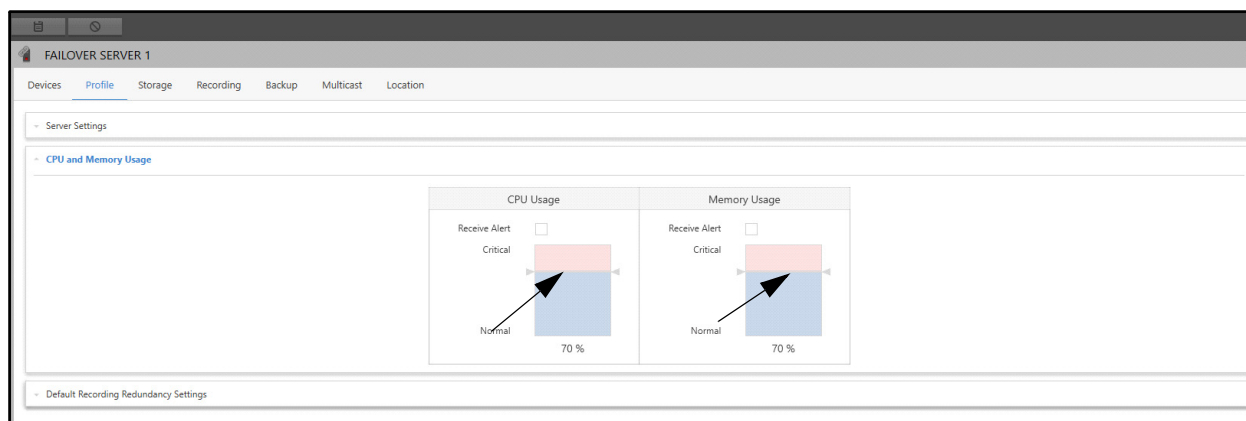 FAILOVER SERVER 1
Devices Profile Storage Recording Backup Multicast Location
Server Settings
CPU and Memory Usage
CPU Usage Memory Usage
Receive Alert Receive Alert
Critical Critical
Normal Normal
70 % 70 %
Default Recording Redundancy Settings